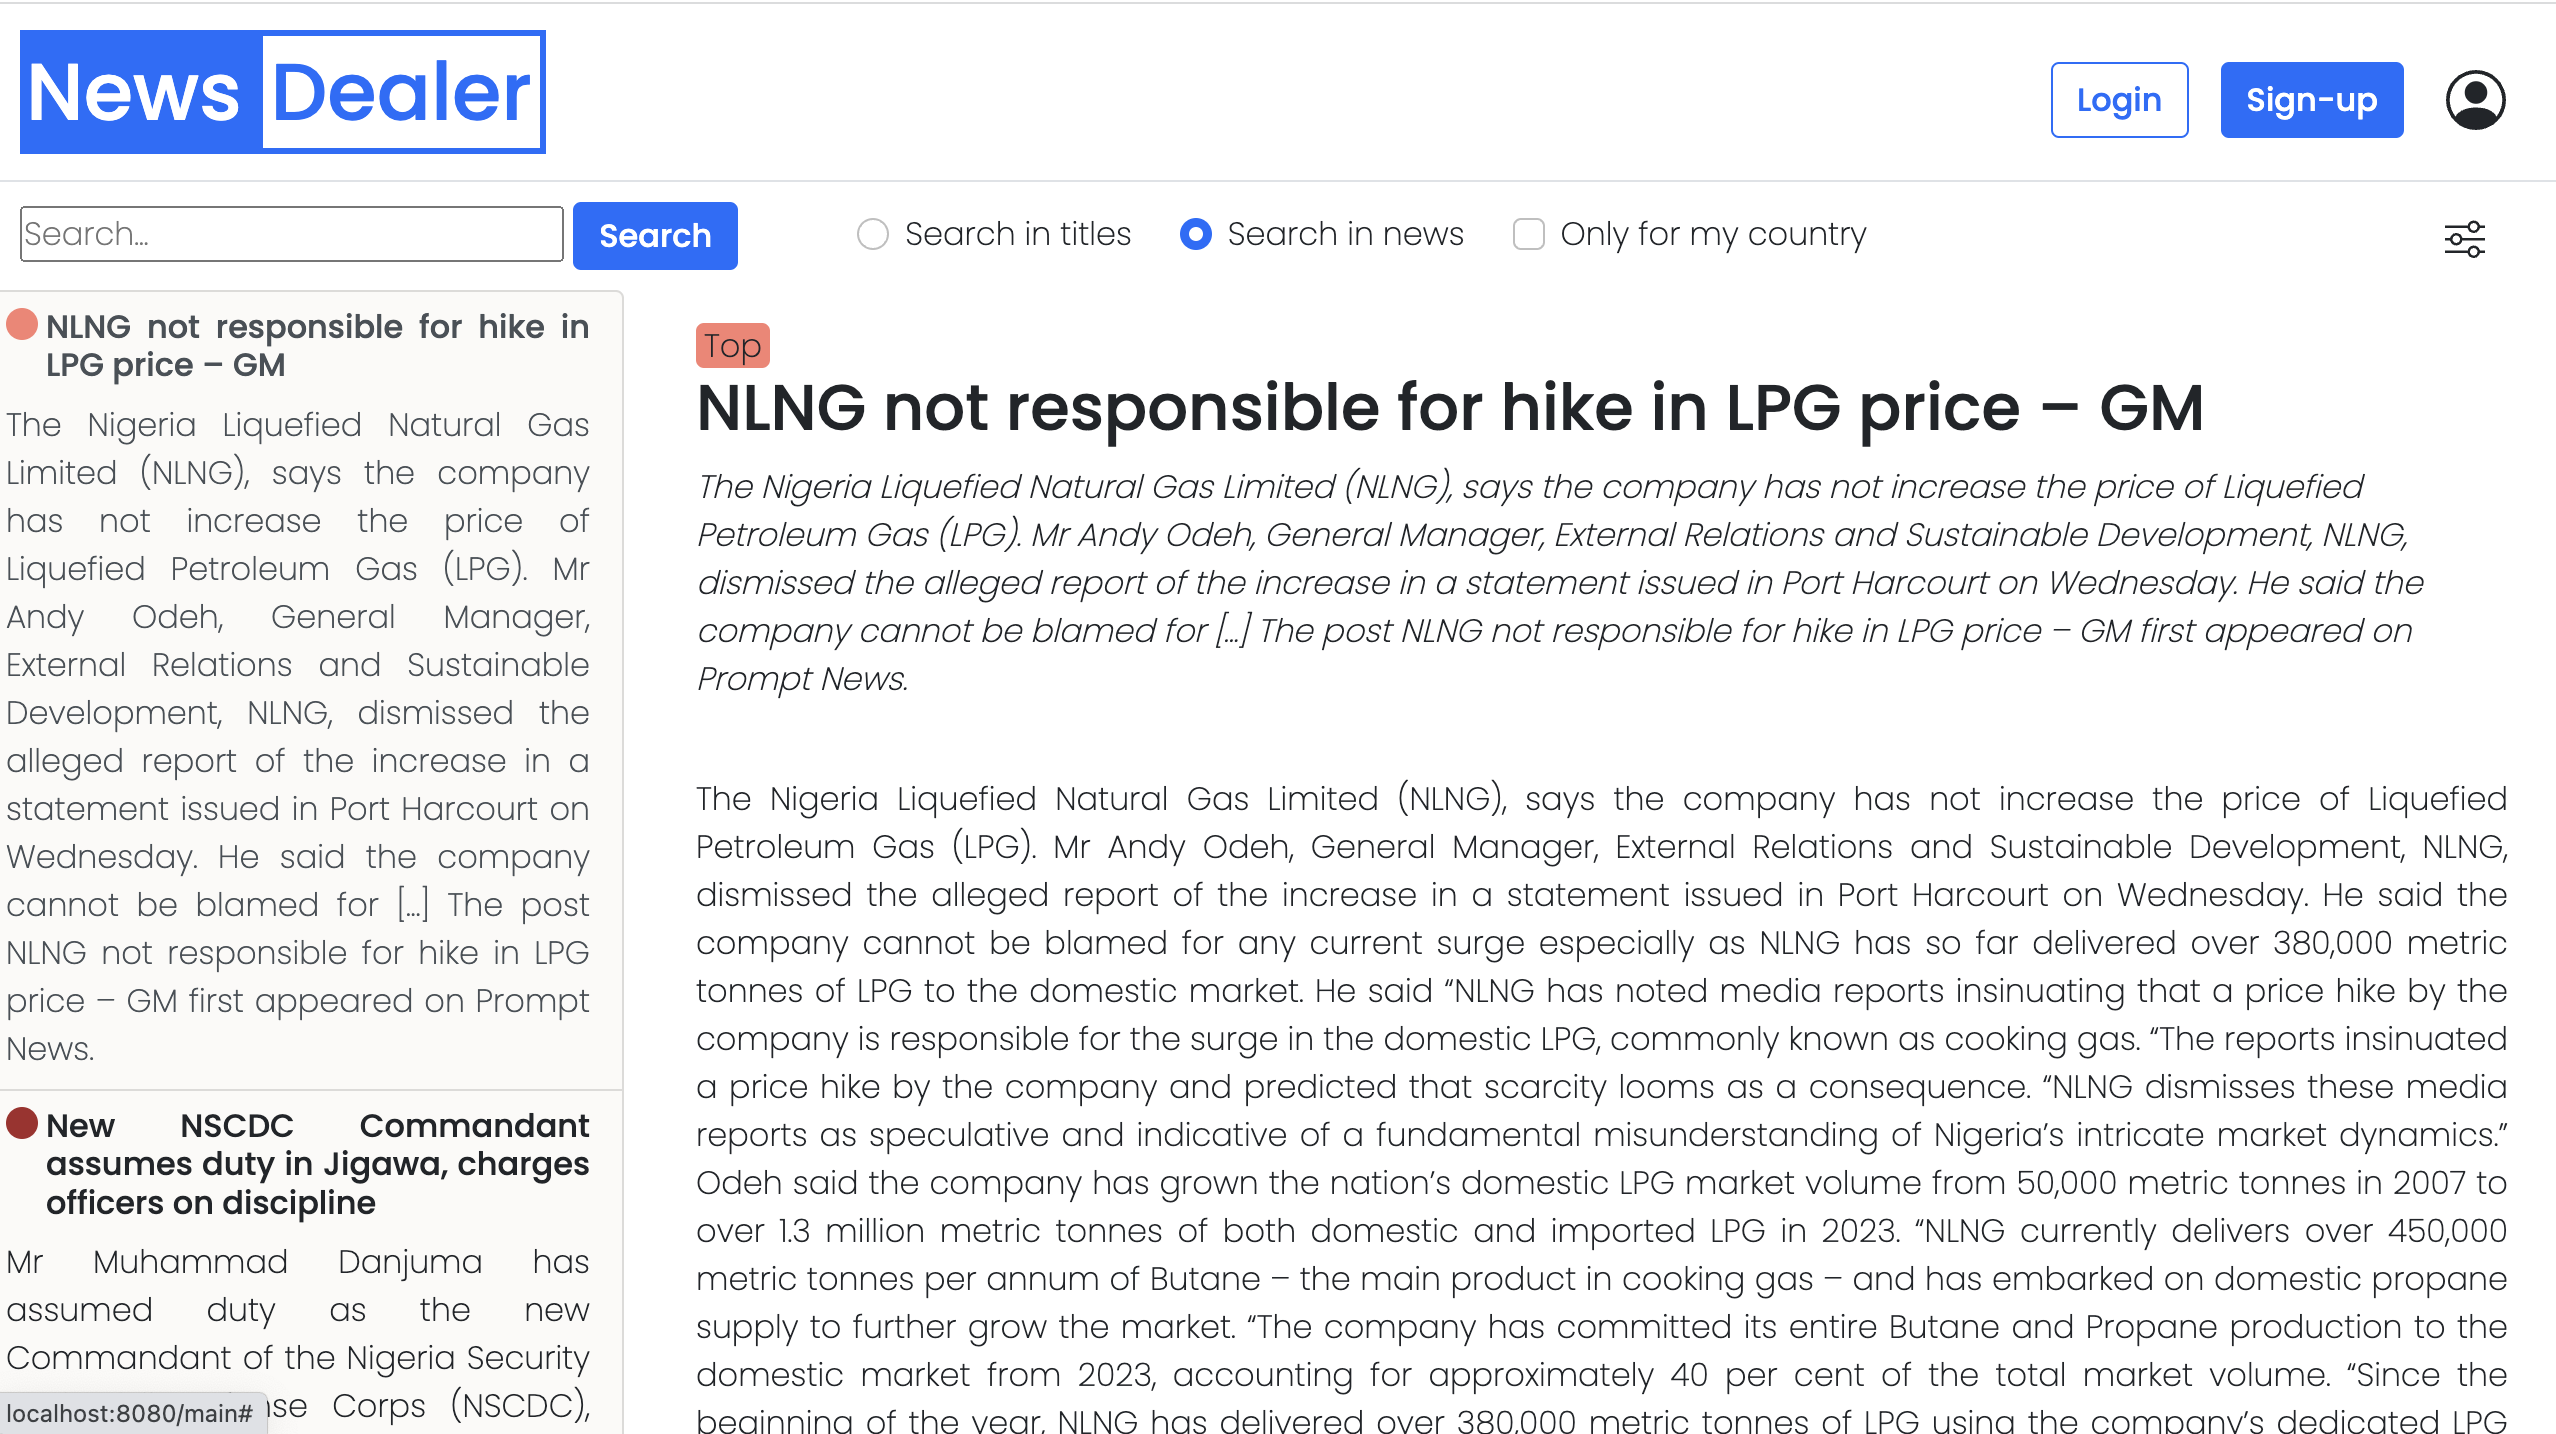 News Dealer
Login
Sign-up
Search...
Search
Search in titles
Search in news
Only for my country
NLNG not responsible for hike in
LPG price – GM
The Nigeria Liquefied Natural Gas
Limited (NLNG), says the company
has not increase the price of
Liquefied Petroleum Gas (LPG). Mr
Andy Odeh, General Manager,
External Relations and Sustainable
Development, NLNG, dismissed the
alleged report of the increase in a
statement issued in Port Harcourt on
Wednesday. He said the company
cannot be blamed for [...] The post
NLNG not responsible for hike in LPG
price – GM first appeared on Prompt
News.
New NSCDC Commandant
assumes duty in Jigawa, charges
officers on discipline
Mr Muhammad Danjuma has
assumed duty as the new
Commandant of the Nigeria Security
Corps (NSCDC),
localhost:8080/main#
Top
NLNG not responsible for hike in LPG price – GM
The Nigeria Liquefied Natural Gas Limited (NLNG), says the company has not increase the price of Liquefied
Petroleum Gas (LPG). Mr Andy Odeh, General Manager, External Relations and Sustainable Development, NLNG,
dismissed the alleged report of the increase in a statement issued in Port Harcourt on Wednesday. He said the
company cannot be blamed for [...] The post NLNG not responsible for hike in LPG price – GM first appeared on
Prompt News.
The Nigeria Liquefied Natural Gas Limited (NLNG), says the company has not increase the price of Liquefied
Petroleum Gas (LPG). Mr Andy Odeh, General Manager, External Relations and Sustainable Development, NLNG,
dismissed the alleged report of the increase in a statement issued in Port Harcourt on Wednesday. He said the
company cannot be blamed for any current surge especially as NLNG has so far delivered over 380,000 metric
tonnes of LPG to the domestic market. He said “NLNG has noted media reports insinuating that a price hike by the
company is responsible for the surge in the domestic LPG, commonly known as cooking gas. “The reports insinuated
a price hike by the company and predicted that scarcity looms as a consequence. “NLNG dismisses these media
reports as speculative and indicative of a fundamental misunderstanding of Nigeria’s intricate market dynamics.”
Odeh said the company has grown the nation’s domestic LPG market volume from 50,000 metric tonnes in 2007 to
over 1.3 million metric tonnes of both domestic and imported LPG in 2023. “NLNG currently delivers over 450,000
metric tonnes per annum of Butane – the main product in cooking gas – and has embarked on domestic propane
supply to further grow the market. “The company has committed its entire Butane and Propane production to the
domestic market from 2023, accounting for approximately 40 per cent of the total market volume. “Since the
beginning of the year, NLNG has delivered over 380,000 metric tonnes of LPG using the company’s dedicated LPG